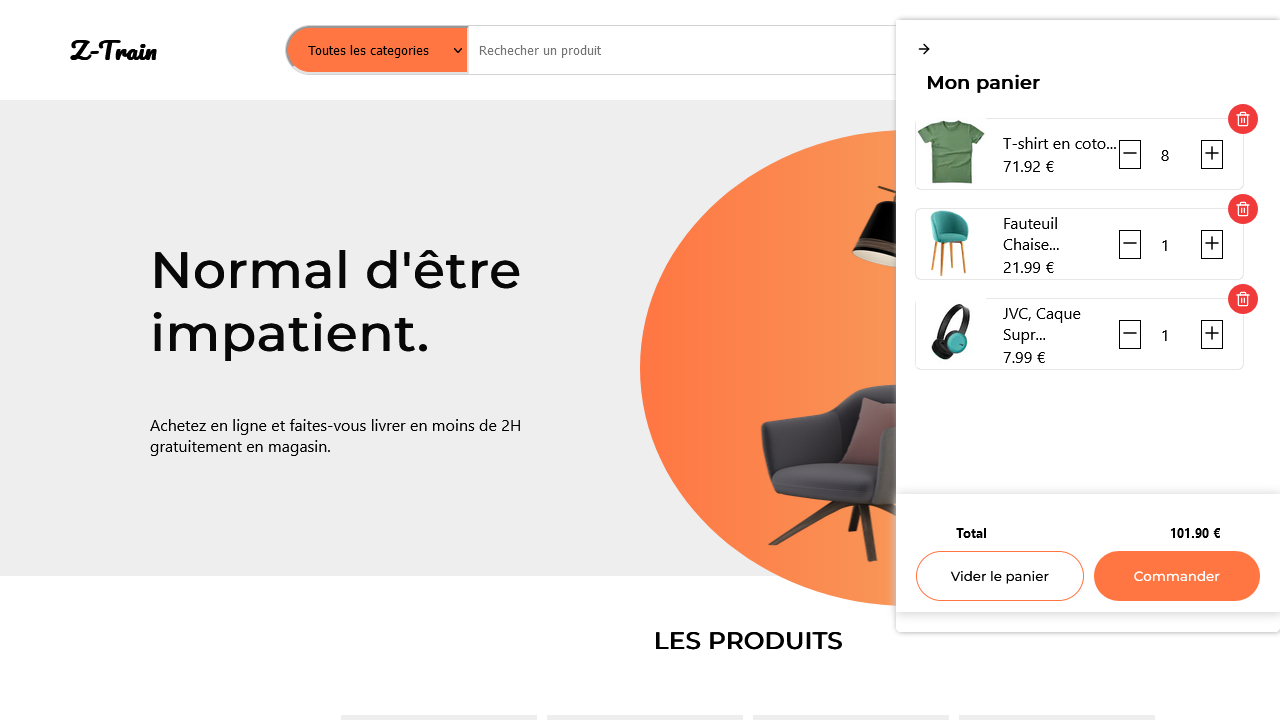 Z-Train
Toutes les categories
Rechecher un produit
Mon panier
T-shirt en coto...
71.92 €
8
Fauteuil
Chaise...
21.99 €
1
JVC, Caque
Supr...
7.99 €
1
Normal d'être
impatient.
Achetez en ligne et faites-vous livrer en moins de 2H
gratuitement en magasin.
Total
101.90 €
Vider le panier
Commander
LES PRODUITS